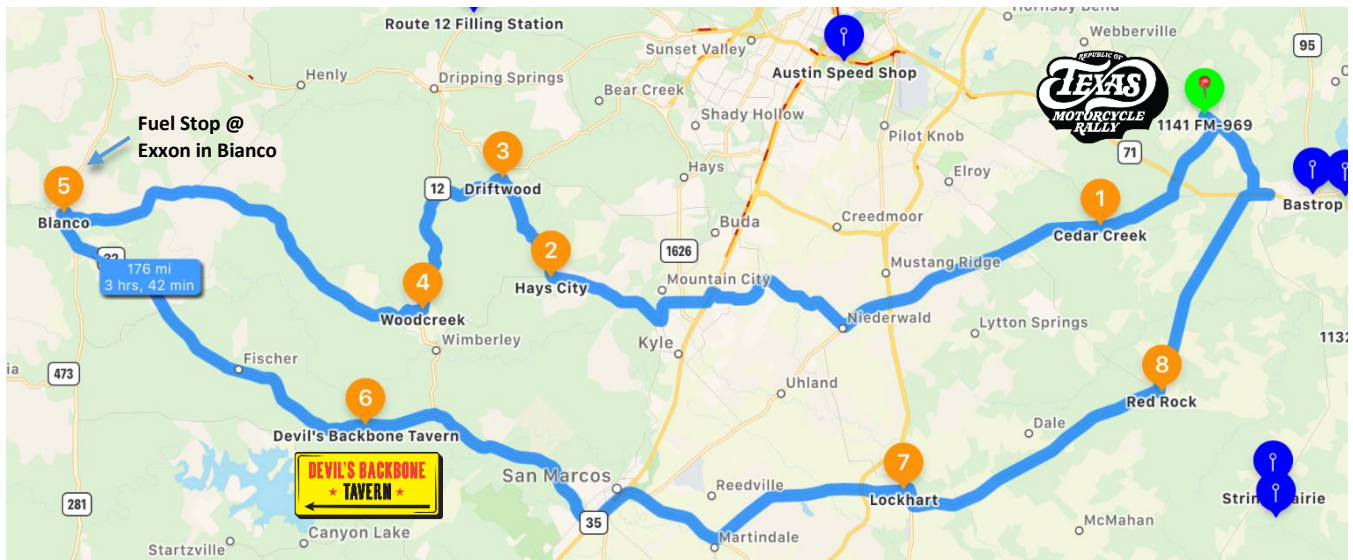 Route 12 Filling Station
Hornsby Bend
Webberville
95
Sunset Valley
Austin Speed Shop
Henly
Dripping Springs
Bear Creek
REPUBLIC OF
TEXAS
MOTORCYCLE
RALLY
1141 FM-969
Fuel Stop @
Exxon in Bianco
Shady Hollow
Pilot Knob
71
3
Hays
Elroy
5
12
Driftwood
1
Bastrop
Blanco
Buda
Creedmoor
Cedar Creek
2
1626
32
176 mi
3 hrs, 42 min
4
Hays City
Mountain City
Mustang Ridge
Woodcreek
Niederwald
Lytton Springs
1132
Wimberley
Kyle
Fischer
473
8
6
Uhland
Red Rock
Devil's Backbone Tavern
Dale
DEVIL'S BACKBONE
TAVERN
7
San Marcos
Reedville
Lockhart
281
35
McMahan
Canyon Lake
Startzville
Martindale